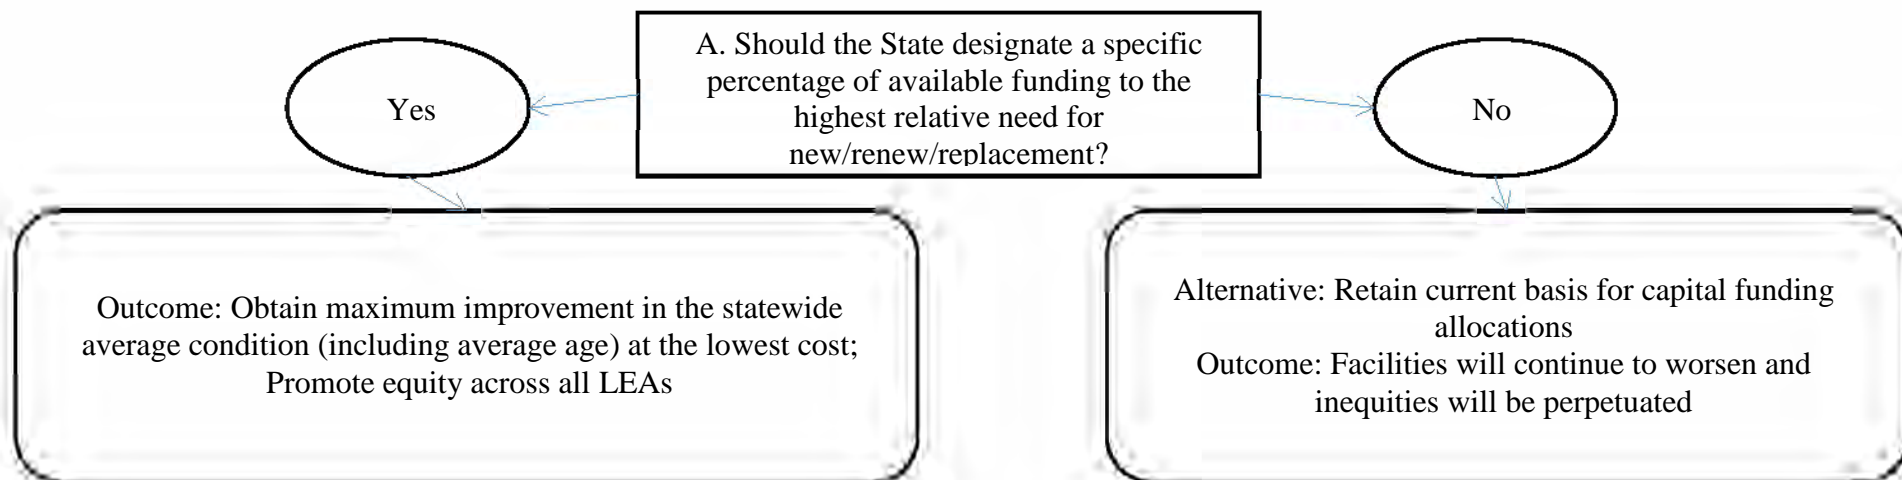 A. Should the State designate a specific
percentage of available funding to the
highest relative need for
new/renew/replacement?
Yes
No
Outcome: Obtain maximum improvement in the statewide
average condition (including average age) at the lowest cost;
Promote equity across all LEAs
Alternative: Retain current basis for capital funding
allocations
Outcome: Facilities will continue to worsen and
inequities will be perpetuated